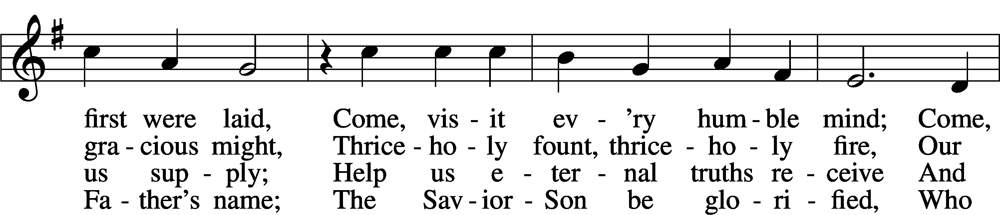 first were laid, Come, vis - it ev - 'ry hum - ble mind; Come,
gra - cious might, Thrice - ho - ly fount, thrice - ho - ly fire, Our
us sup - ply; Help us e - ter - nal truths re - ceive And
Fa - ther's name; The Sav - ior - Son be glo - ri - fied, Who